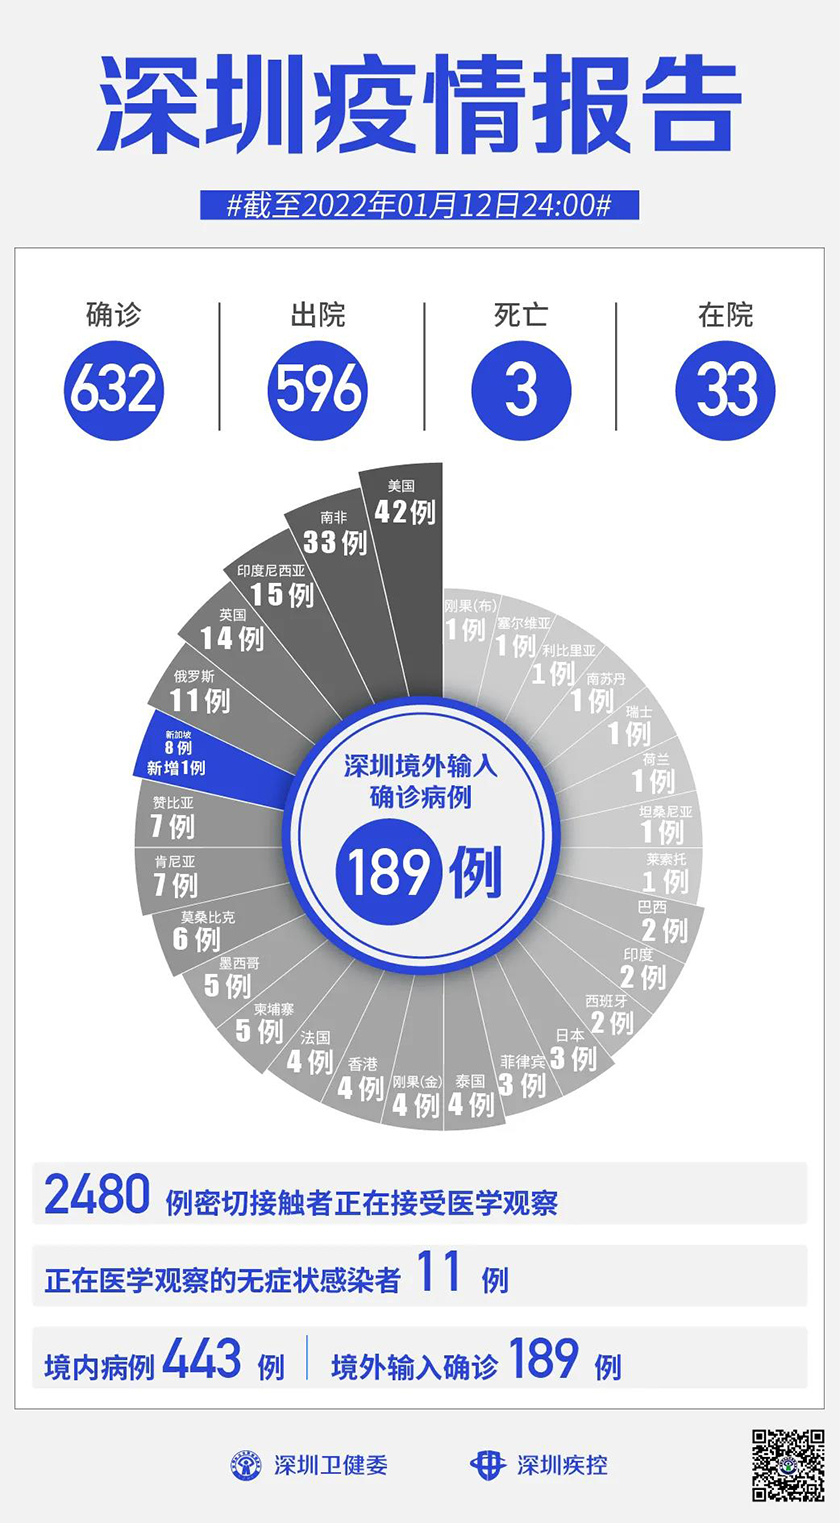 深圳疫情报告
#截至2022年01月12日24:00#
确诊
632
出院
596
死亡
3
在院
33
美国
42例
南非
33例
印度尼西亚
15例
英国
14例
俄罗斯
11例
新加坡
8例
新增1例
赞比亚
7例
肯尼亚
7例
莫桑比克
6例
墨西哥
5例
柬埔寨
5例
法国
4例
香港
4例
刚果(金)
4例
泰国
4例
菲律宾
3例
日本
3例
西班牙
2例
印度
2例
巴西
2例
莱索托
1例
坦桑尼亚
1例
荷兰
1例
瑞士
1例
南苏丹
1例
利比里亚
1例
塞尔维亚
1例
刚果(布)
1例
深圳境外输入
确诊病例
189例
2480 例密切接触者正在接受医学观察
正在医学观察的无症状感染者 11 例
境内病例 443 例 境外输入确诊 189 例
深圳卫健委 深圳疾控